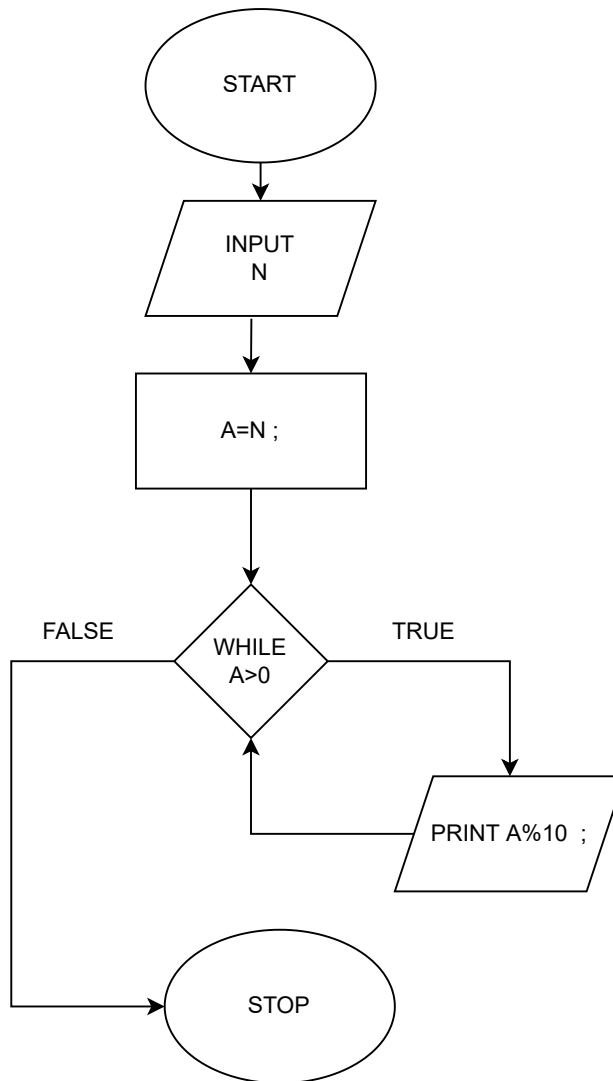 START
INPUT
N
A=N ;
FALSE
TRUE
WHILE
A>0
PRINT A%10 ;
STOP